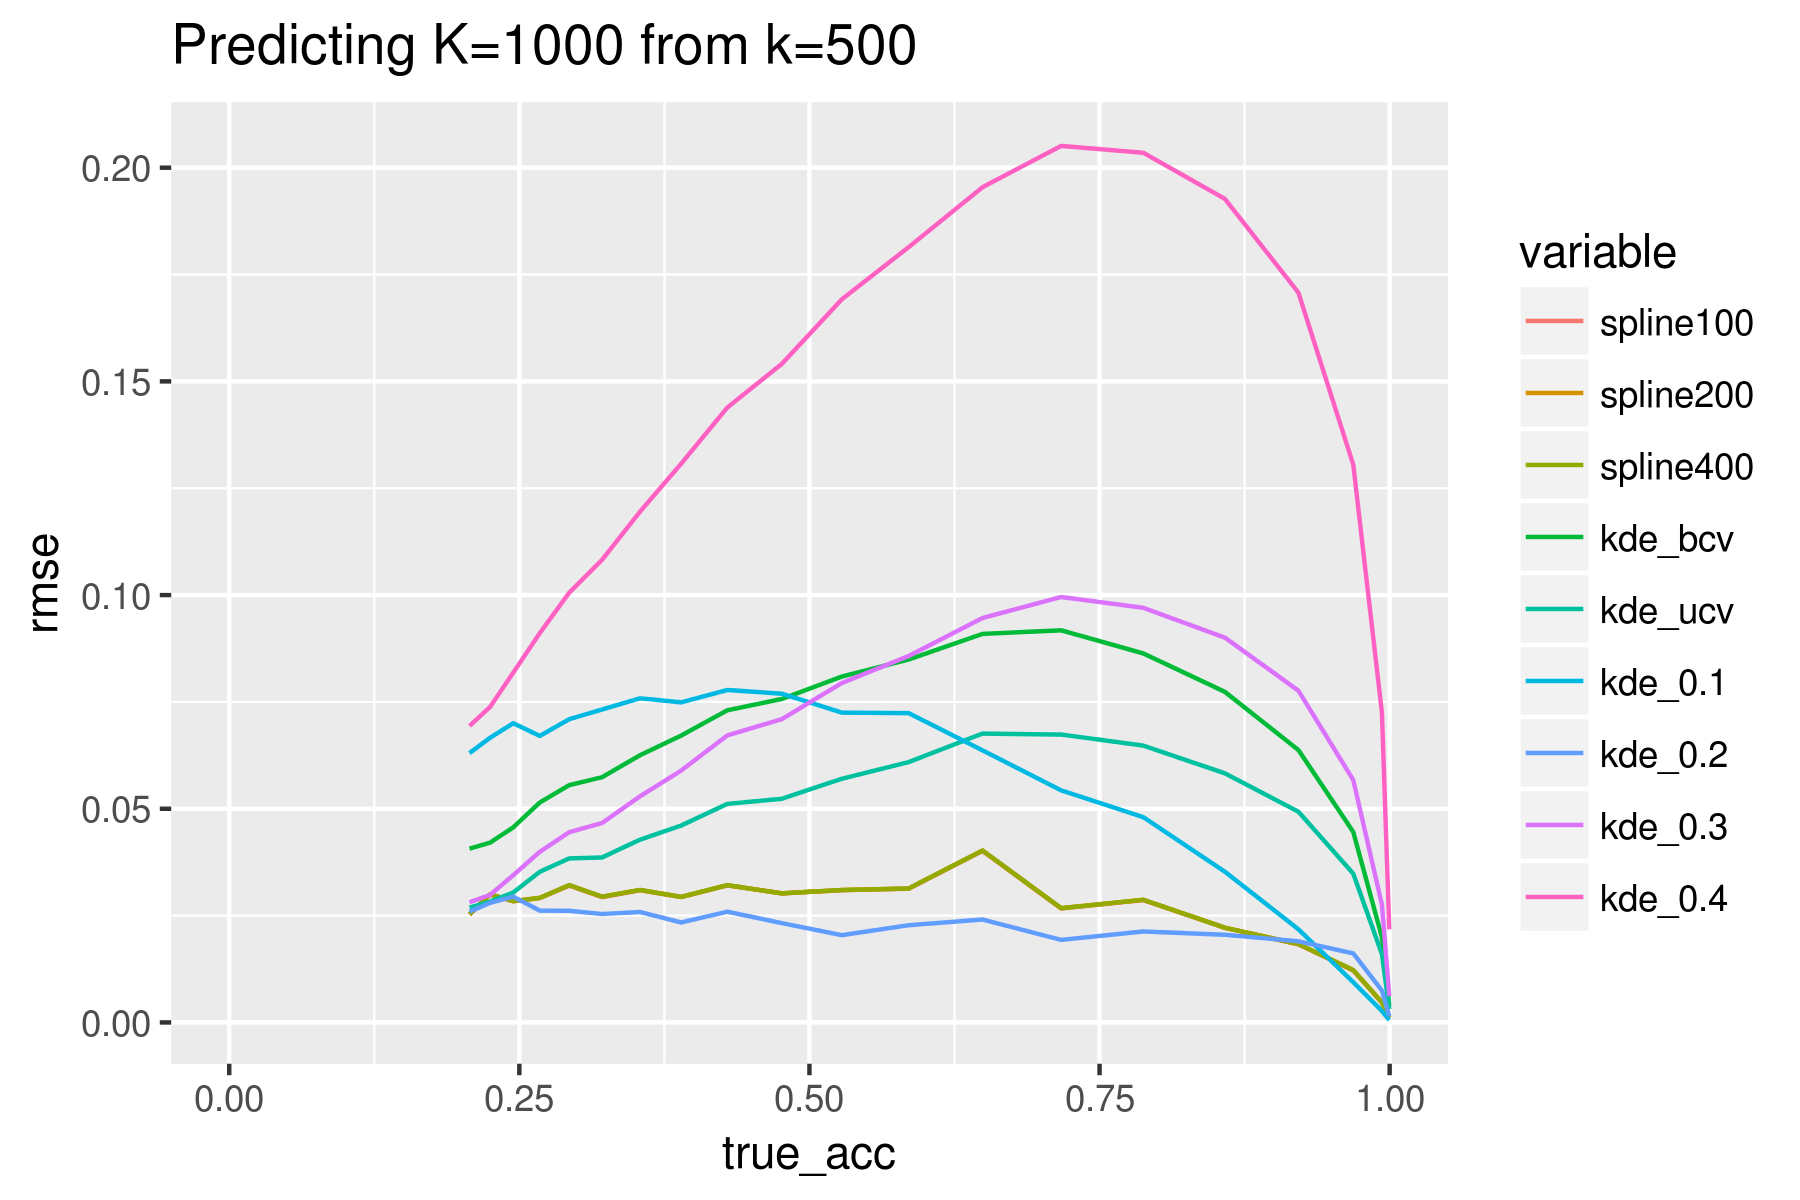 Predicting K=1000 from k=500
0.20
0.15
0.10
0.05
0.00
rmse
0.00 0.25 0.50 0.75 1.00
true_acc
variable
spline100
spline200
spline400
kde_bcv
kde_ucv
kde_0.1
kde_0.2
kde_0.3
kde_0.4